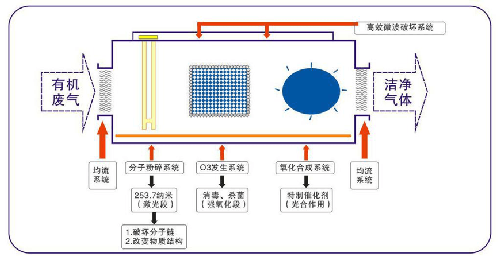 高效微波破坏系统
有机
废气
洁净
气体
均流
系统
分子粉碎系统
O3发生系统
氧化合成系统
均流
系统
253.7纳米
(激光段)
消毒、杀菌
(强氧化段)
特制催化剂
(光合作用)
1.破坏分子链
2.改变物质结构